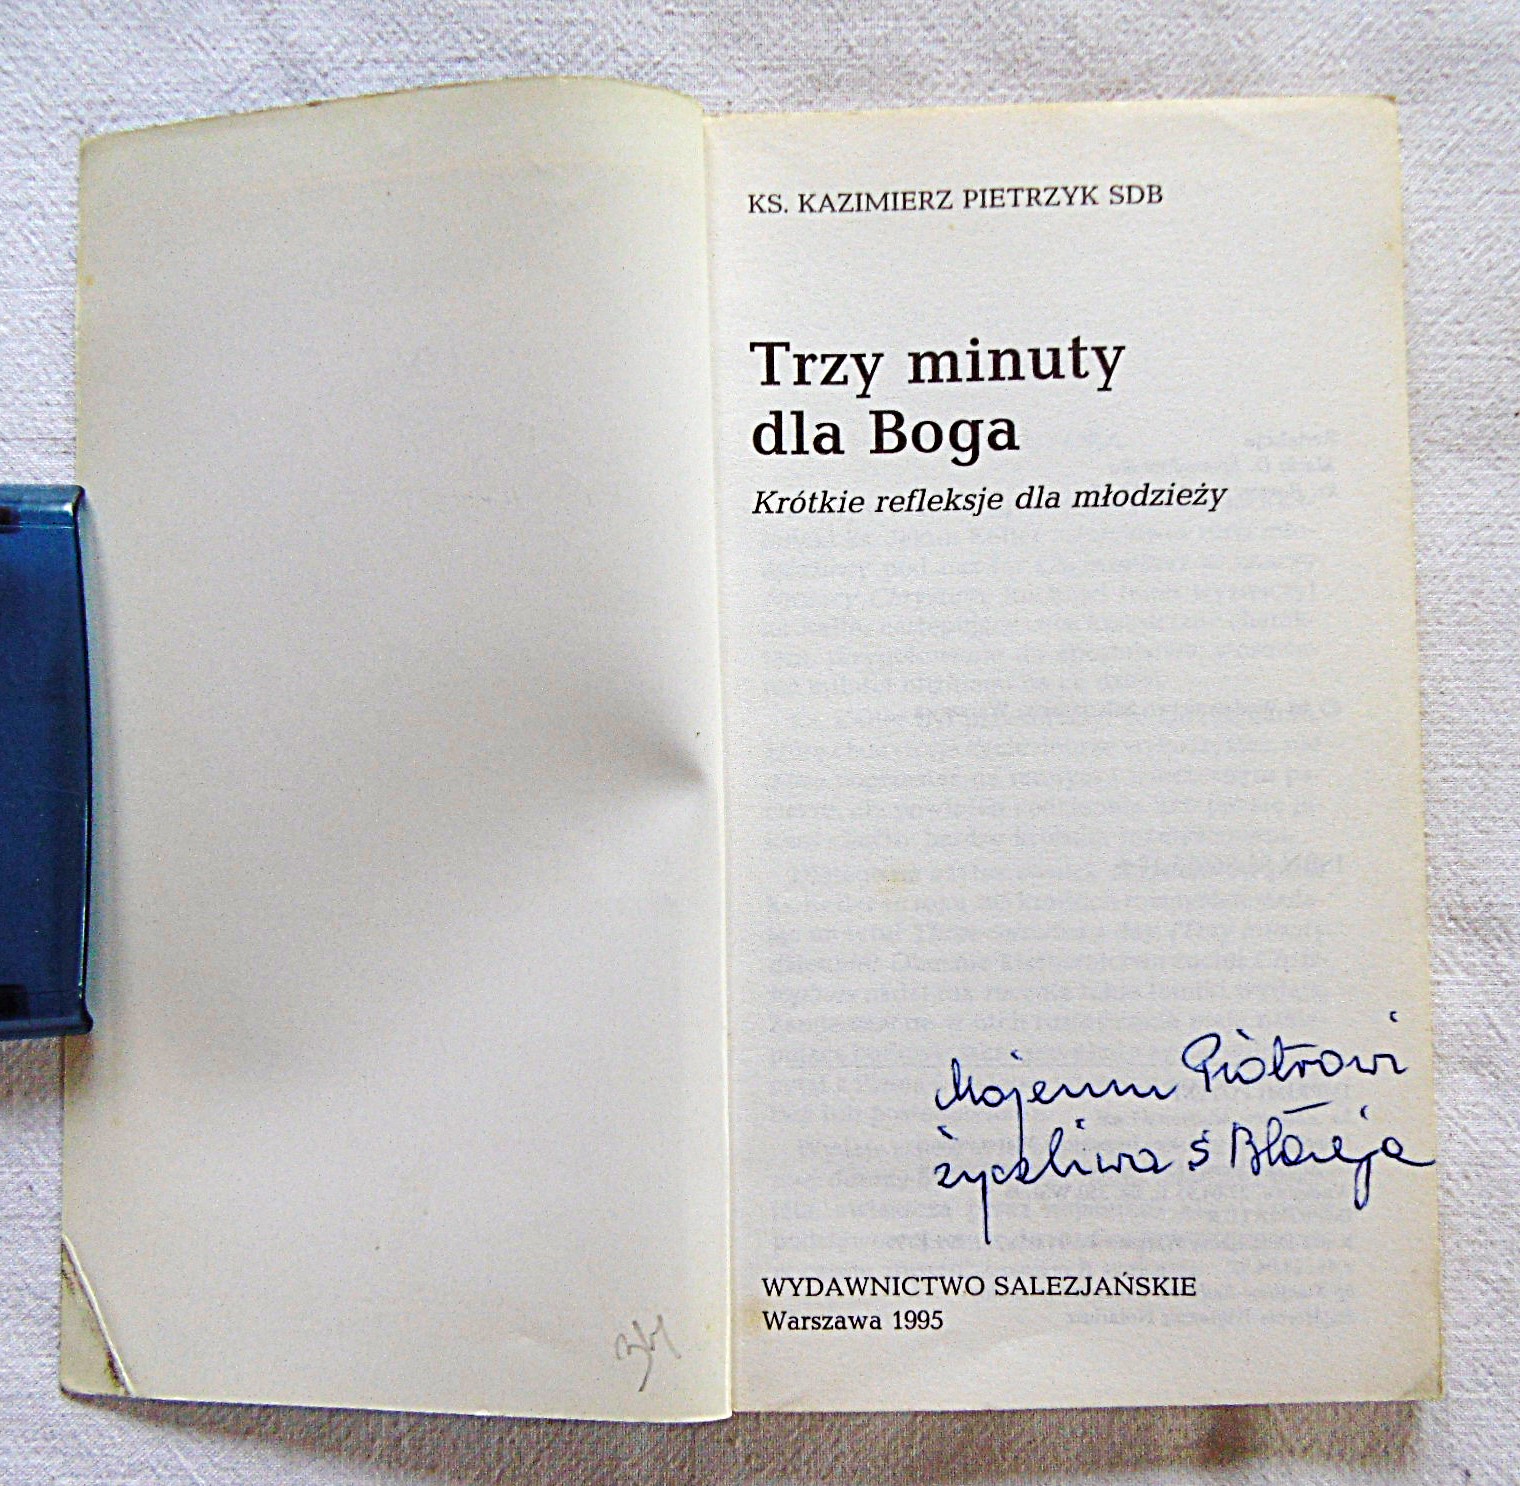 KS. KAZIMIERZ PIETRZYK SDB
Trzy minuty
dla Boga
Krótkie refleksje dla młodzieży
Mojemu Piotrowi
życzliwa s Błażeja
WYDAWNICTWO SALEZJAŃSKIE
Warszawa 1995